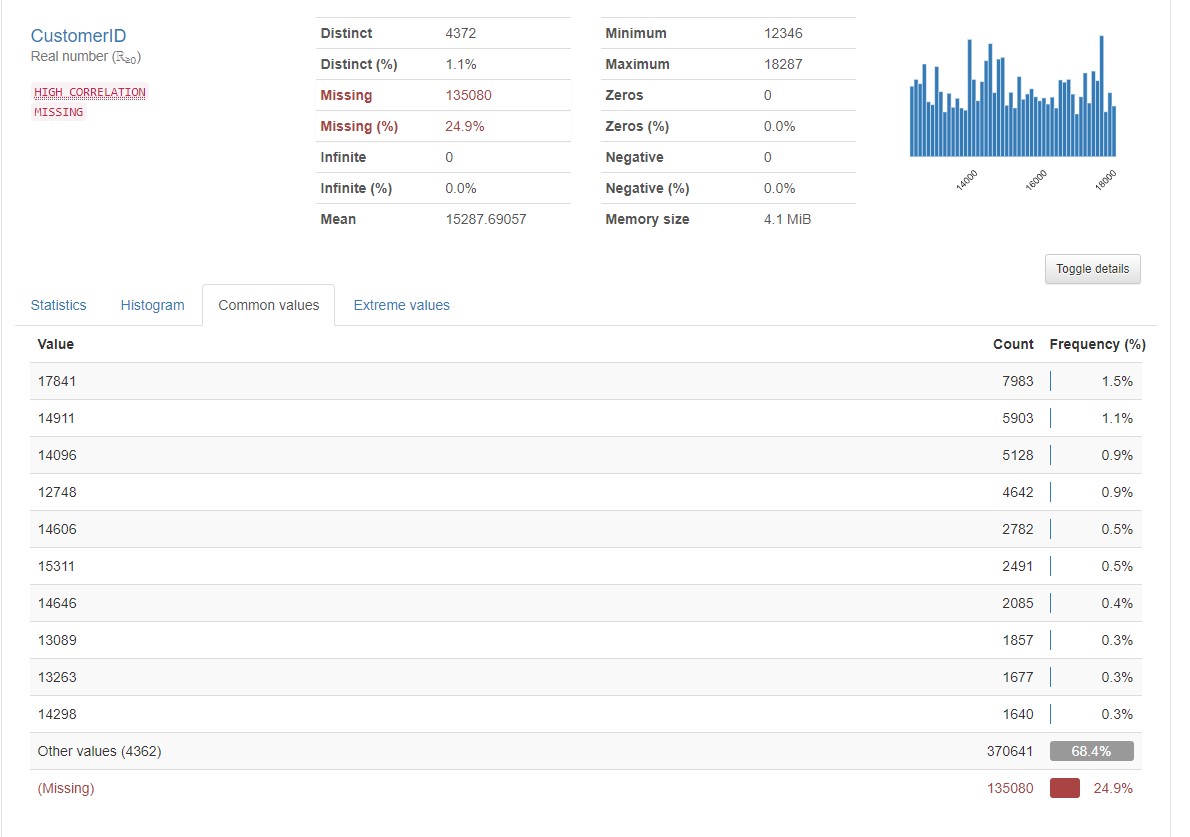 CustomerID
Real number (ℝ≥0)
HIGH CORRELATION
MISSING
Distinct 4372
Distinct (%) 1.1%
Missing 135080
Missing (%) 24.9%
Infinite 0
Infinite (%) 0.0%
Mean 15287.69057
Minimum 12346
Maximum 18287
Zeros 0
Zeros (%) 0.0%
Negative 0
Negative (%) 0.0%
Memory size 4.1 MiB
14000 16000 18000
Toggle details
Statistics Histogram Common values Extreme values
Value Count Frequency (%)
17841 7983 1.5%
14911 5903 1.1%
14096 5128 0.9%
12748 4642 0.9%
14606 2782 0.5%
15311 2491 0.5%
14646 2085 0.4%
13089 1857 0.3%
13263 1677 0.3%
14298 1640 0.3%
Other values (4362) 370641 68.4%
(Missing) 135080 24.9%